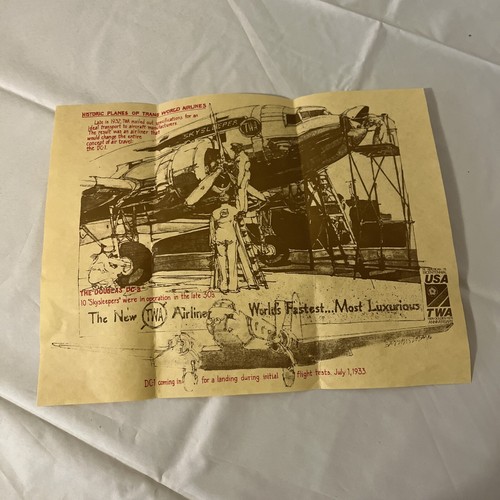 HISTORIC PLANES OF TRANS WORLD AIRLINES
Late in 1932 TWA mailed out specifications for an
ideal transport to aircraft manufacturers.
The result was an airliner that
would change the entire
concept of air travel:
the DC-1.
SKYSLEEPER TWA
THE DOUGLAS DC-3
10 "Skysleepers" were in operation in the late 30s
The New TWA Airliner World's Fastest...Most Luxurious
USA
TWA
DC-1 coming in for a landing during initial flight tests, July 1, 1933